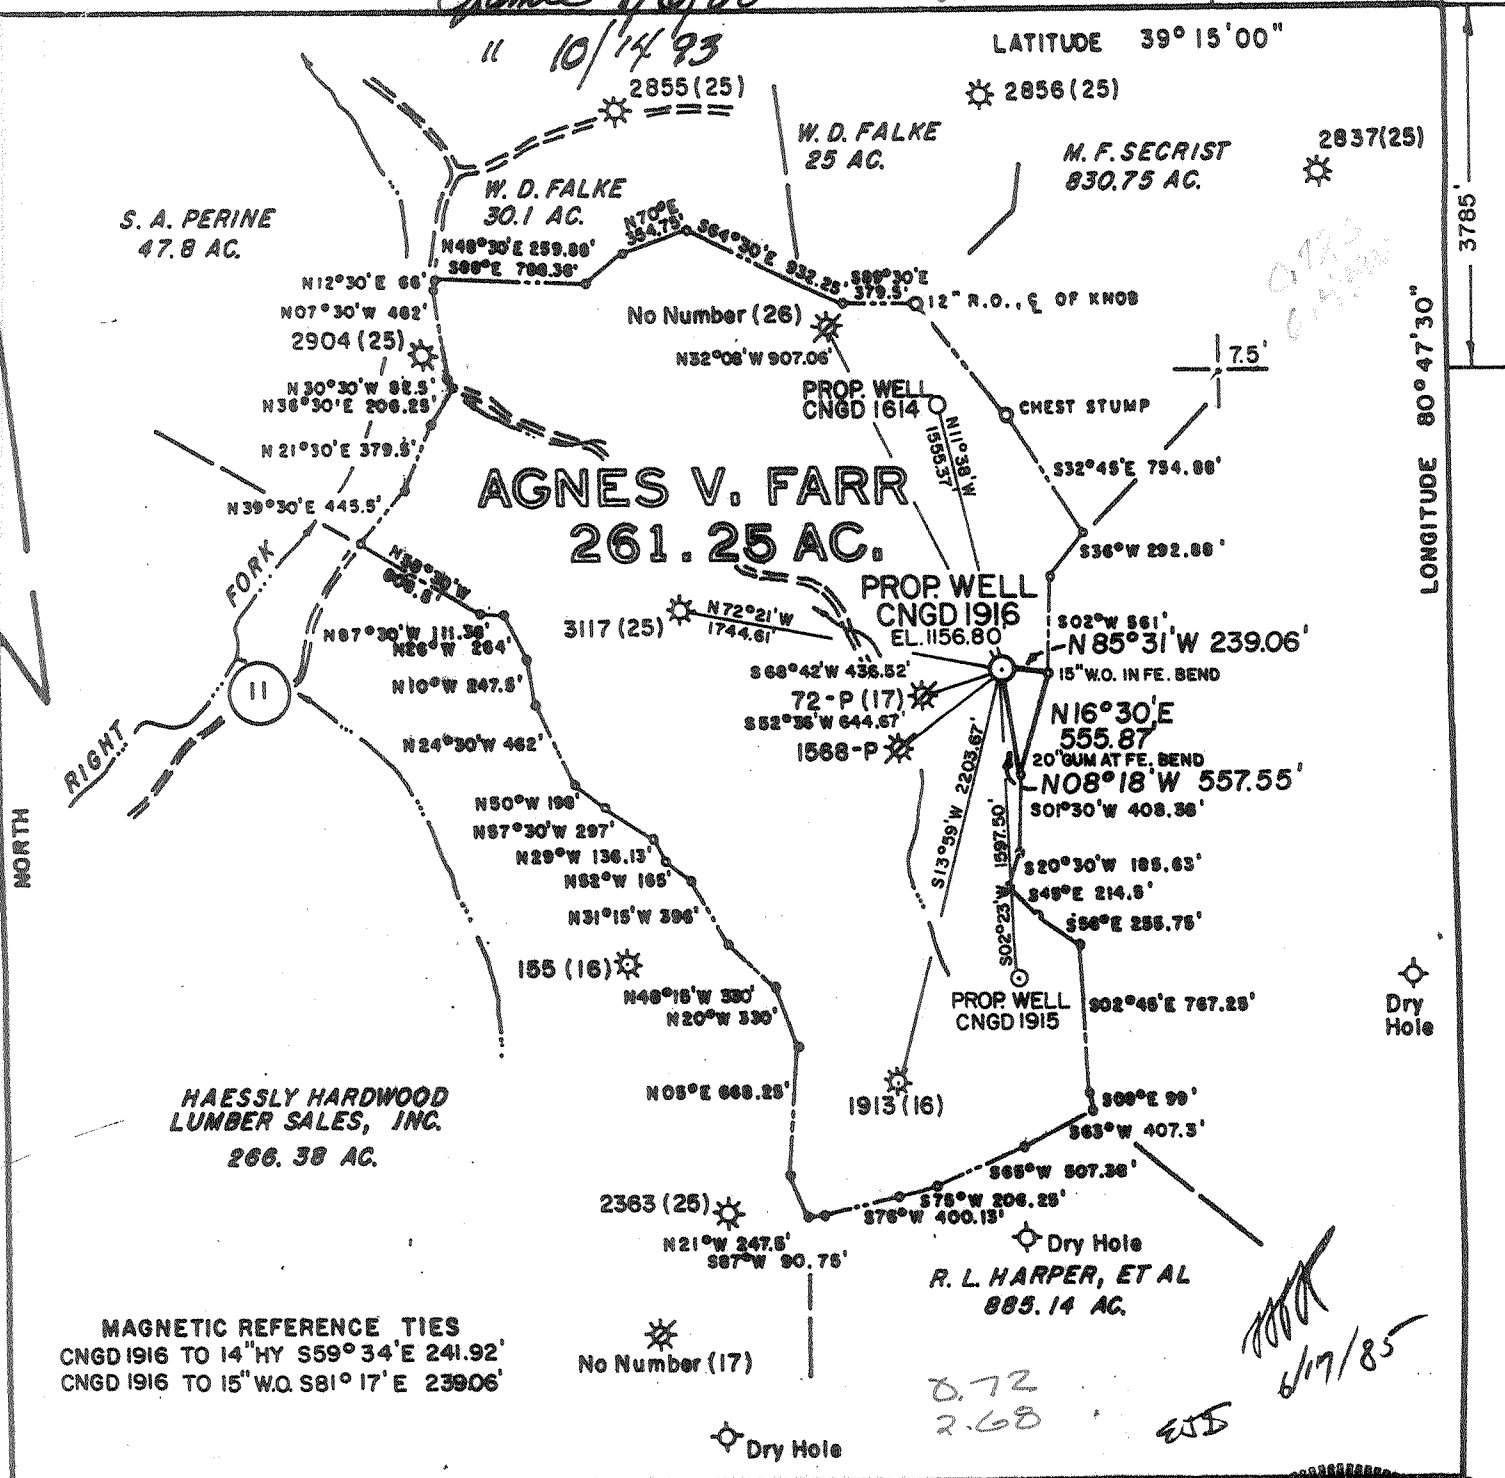 " 10/14 93
LATITUDE 39° 15' 00"
2855 (25)
2856 (25)
2837 (25)
W. D. FALKE
25 AC.
M. F. SECRIST
830.75 AC.
3785'
S. A. PERINE
47.8 AC.
W. D. FALKE
30.1 AC.
N70°E
354.75'
S64°30'E 932.25'
N48°30'E 259.88'
S88°E 798.36'
S89°30'E
379.5'
N12°30'E 66'
12" R.O., ℄ OF KNOB
N07°30'W 462'
No Number (26)
2904 (25)
N32°08'W 907.06'
7.5'
LONGITUDE 80° 47' 30"
N30°30'W 82.5'
N36°30'E 206.25'
PROP. WELL
CNGD 1614
CHEST STUMP
N11°38'W
1555.37'
N21°30'E 379.5'
S32°45'E 754.88'
AGNES V. FARR
261.25 AC.
N39°30'E 445.5'
S36°W 292.88'
FORK
PROP. WELL
CNGD 1916
EL. 1156.80'
3117 (25)
N72°21'W
1744.61'
N87°30'W 111.38'
N26°W 264'
S02°W 561'
N85°31'W 239.06'
15" W.O. IN FE. BEND
11
N10°W 247.5'
S68°42'W 436.52'
72-P (17)
S52°36'W 644.67'
1568-P
N16°30'E
555.87'
20" GUM AT FE. BEND
N08°18'W 557.55'
RIGHT
N24°30'W 462'
S01°30'W 408.38'
N50°W 198'
N57°30'W 297'
N29°W 136.13'
N52°W 165'
S13°59'W 2203.67'
S02°23'W 1597.50'
S20°30'W 185.63'
S45°E 214.5'
NORTH
N31°15'W 396'
S56°E 255.75'
155 (16)
N48°15'W 330'
N20°W 330'
PROP. WELL
CNGD 1915
S02°45'E 767.25'
Dry
Hole
HAESSLY HARDWOOD
LUMBER SALES, INC.
266.38 AC.
N05°E 668.25'
1913 (16)
S63°W 407.3'
S65°W 507.38'
2363 (25)
S75°W 206.25'
S76°W 400.13'
N21°W 247.5'
S87°W 90.75'
Dry Hole
R. L. HARPER, ET AL
885.14 AC.
MAGNETIC REFERENCE TIES
CNGD 1916 TO 14" HY S59° 34' E 241.92'
CNGD 1916 TO 15" W.O. S81° 17' E 239.06'
No Number (17)
6/17/85
0.72
2.68
EJB
Dry Hole